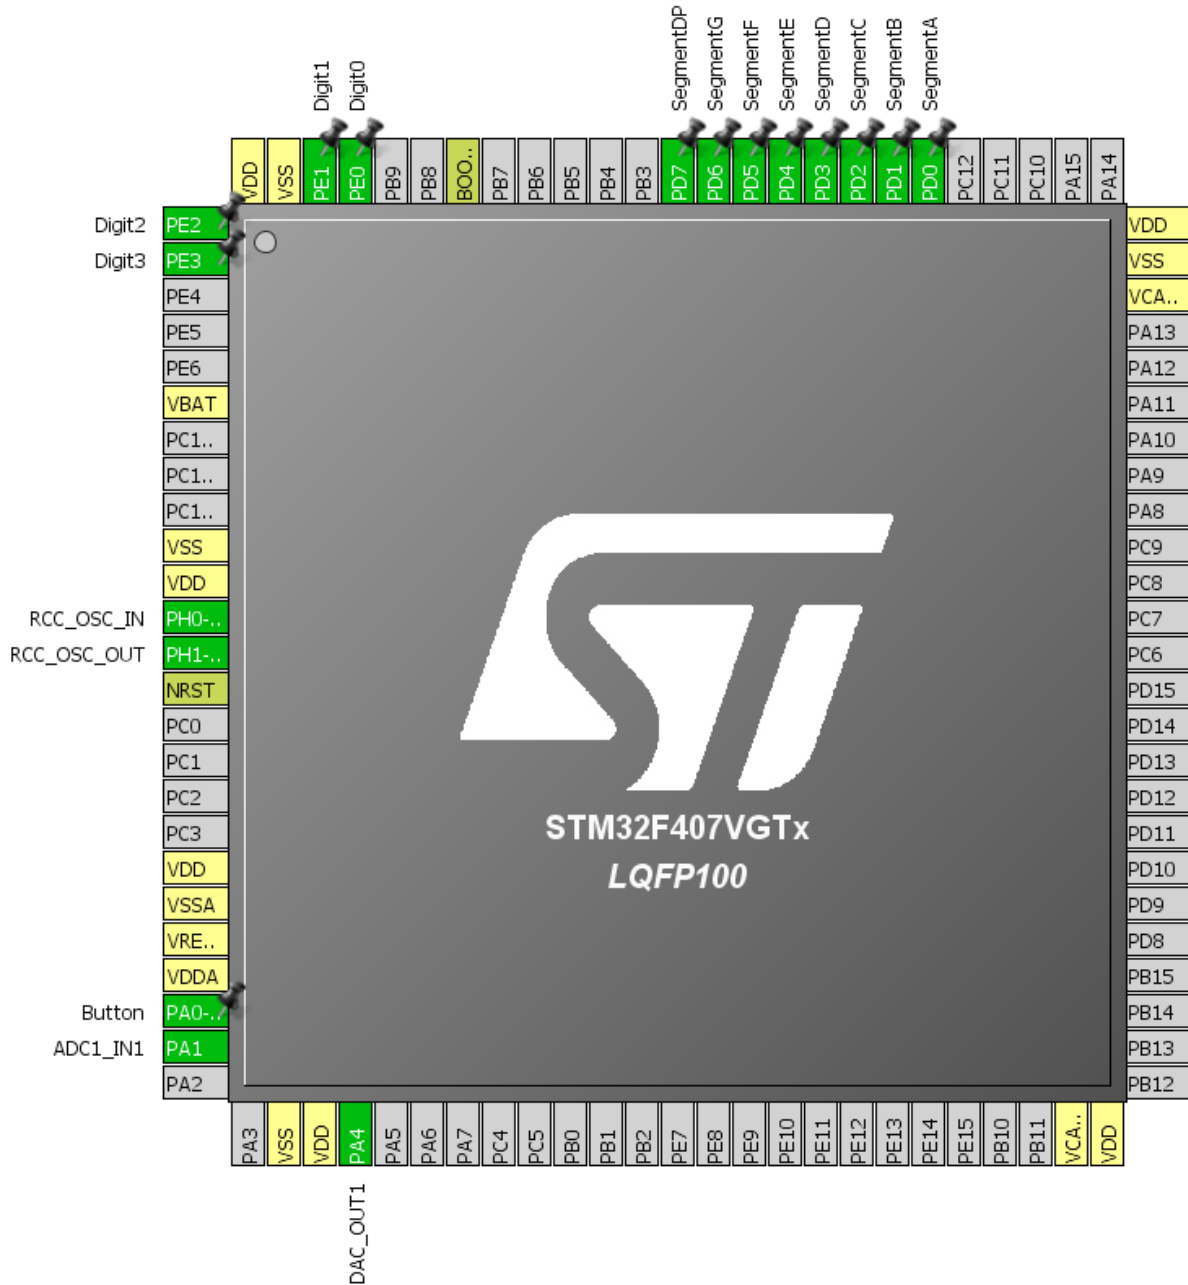 SegmentDP
SegmentG
SegmentF
SegmentE
SegmentD
SegmentC
SegmentB
SegmentA
Digit1
Digit0
VDD
VSS
PE1
PE0
PB9
PB8
BOO..
PB7
PB6
PB5
PB4
PB3
PD7
PD6
PD5
PD4
PD3
PD2
PD1
PD0
PC12
PC11
PC10
PA15
PA14
Digit2 PE2
Digit3 PE3
PE4
PE5
PE6
VBAT
PC1..
PC1..
PC1..
VSS
VDD
RCC_OSC_IN PH0-..
RCC_OSC_OUT PH1-..
NRST
PC0
PC1
PC2
PC3
VDD
VSSA
VRE..
VDDA
Button PA0-..
ADC1_IN1 PA1
PA2
ST
STM32F407VGTx
LQFP100
VDD
VSS
VCA..
PA13
PA12
PA11
PA10
PA9
PA8
PC9
PC8
PC7
PC6
PD15
PD14
PD13
PD12
PD11
PD10
PD9
PD8
PB15
PB14
PB13
PB12
PA3
VSS
VDD
PA4
PA5
PA6
PA7
PC4
PC5
PB0
PB1
PB2
PE7
PE8
PE9
PE10
PE11
PE12
PE13
PE14
PE15
PB10
PB11
VCA..
VDD
DAC_OUT1